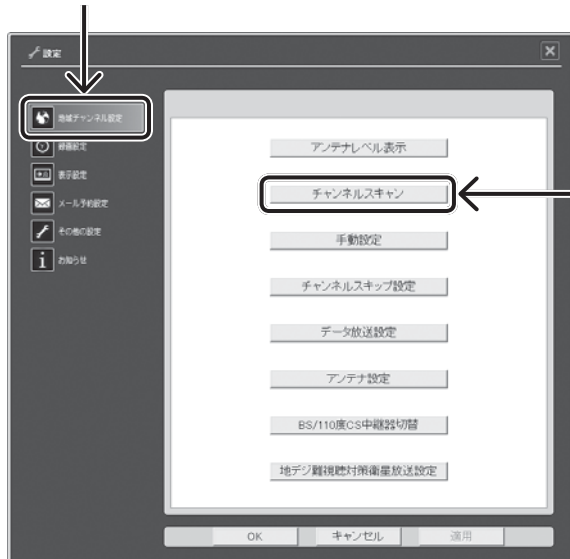 設定
地域チャンネル設定
録画設定
表示設定
メール予約設定
その他の設定
お知らせ
アンテナレベル表示
チャンネルスキャン
手動設定
チャンネルスキップ設定
データ放送設定
アンテナ設定
BS/110度CS中継器切替
地デジ難視聴対策衛星放送設定
OK
キャンセル
適用